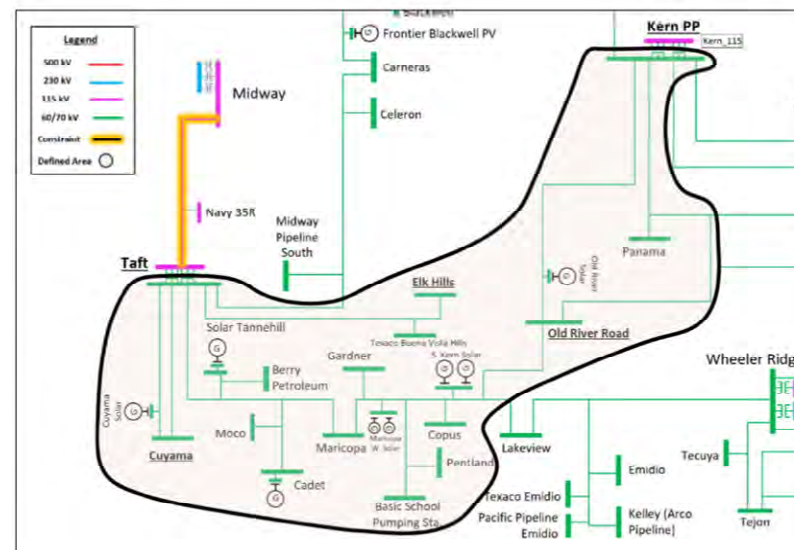 Blackwell
Frontier Blackwell PV
G
Carneras
Celeron
Kern PP
Kern_115
Legend
500 kV
230 kV
115 kV
60/70 kV
Constraint
Defined Area
Midway
Navy 35R
Taft
Midway
Pipeline
South
Elk Hills
Texaco Buena Vista Hills
Panama
Old River
Solar
G
Old River Road
Solar Tannehill
G
Berry
Petroleum
Gardner
S. Kern Solar
G G
Wheeler Ridge
Cuyama
Solar
G
Cuyama
Moco
Cadet
G
Maricopa
Maricopa
W. Solar
G G
Copus
Pentland
Basic School
Pumping Sta.
Lakeview
Emidio
Texaco Emidio
Pacific Pipeline
Emidio
Kelley (Arco
Pipeline)
Tecuya
Tejon